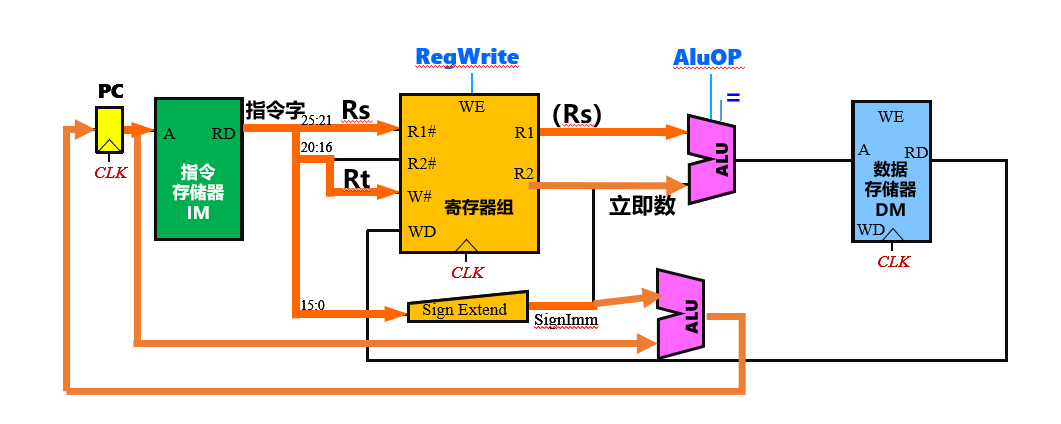 RegWrite
AluOP
=
PC
CLK
A
RD
指令
存储器
IM
指令字
25:21
20:16
15:0
Rs
Rt
WE
R1#
R2#
W#
WD
R1
R2
寄存器组
CLK
(Rs)
立即数
ALU
WE
A
RD
数据
存储器
DM
WD
CLK
Sign Extend
SignImm
ALU